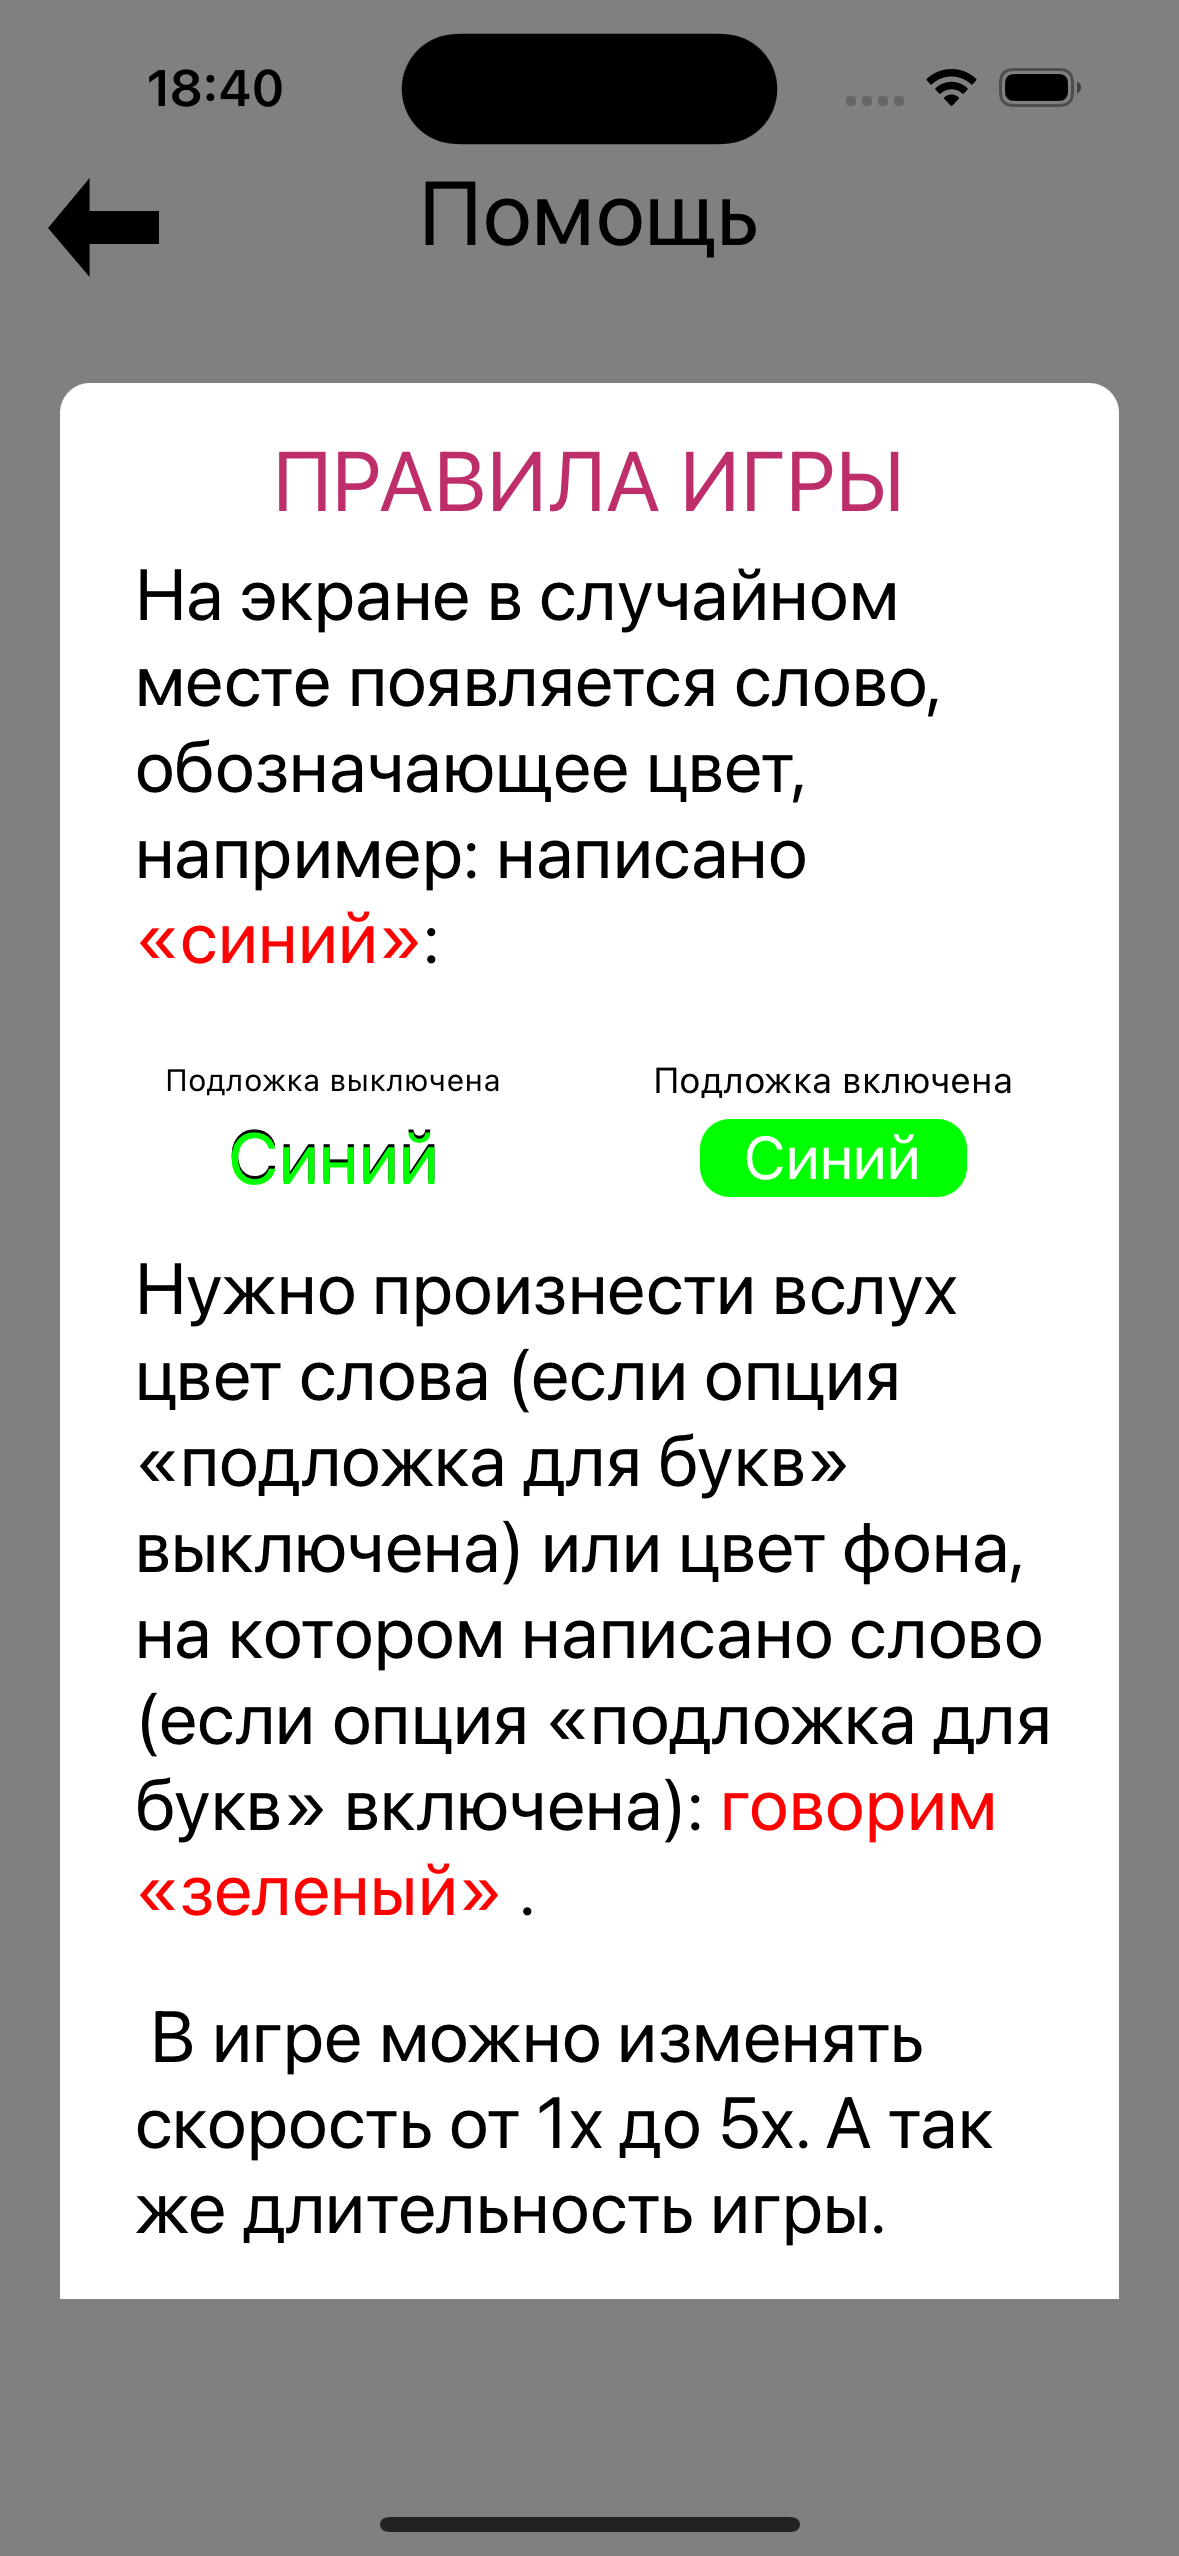 18:40
Помощь
ПРАВИЛА ИГРЫ
На экране в случайном
месте появляется слово,
обозначающее цвет,
например: написано
«синий»:
Подложка выключена
Подложка включена
Синий
Синий
Нужно произнести вслух
цвет слова (если опция
«подложка для букв»
выключена) или цвет фона,
на котором написано слово
(если опция «подложка для
букв» включена): говорим
«зеленый» .
В игре можно изменять
скорость от 1x до 5x. А так
же длительность игры.